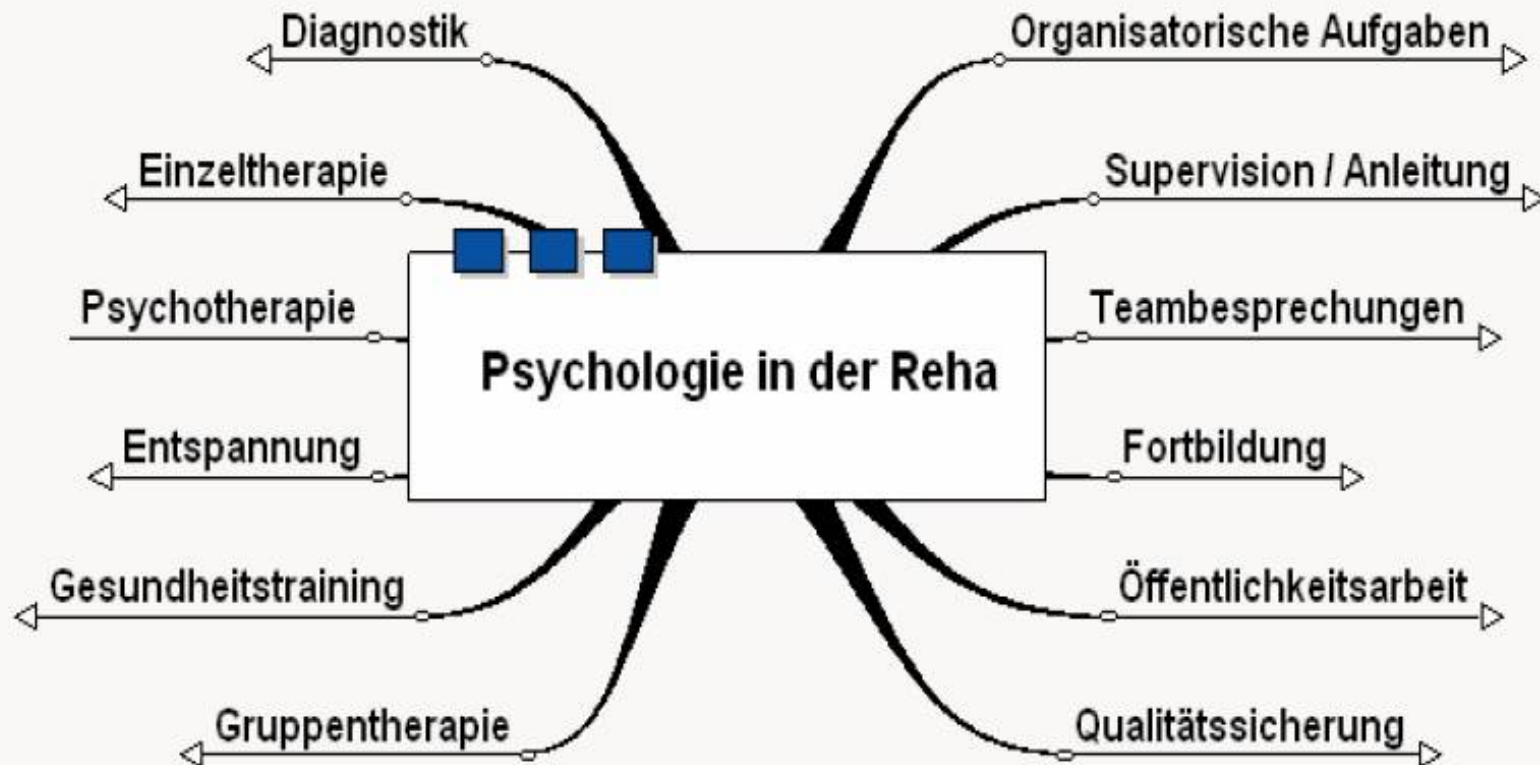 Diagnostik
Einzeltherapie
Psychotherapie
Entspannung
Gesundheitstraining
Gruppentherapie
Psychologie in der Reha
Organisatorische Aufgaben
Supervision / Anleitung
Teambesprechungen
Fortbildung
Öffentlichkeitsarbeit
Qualitätssicherung